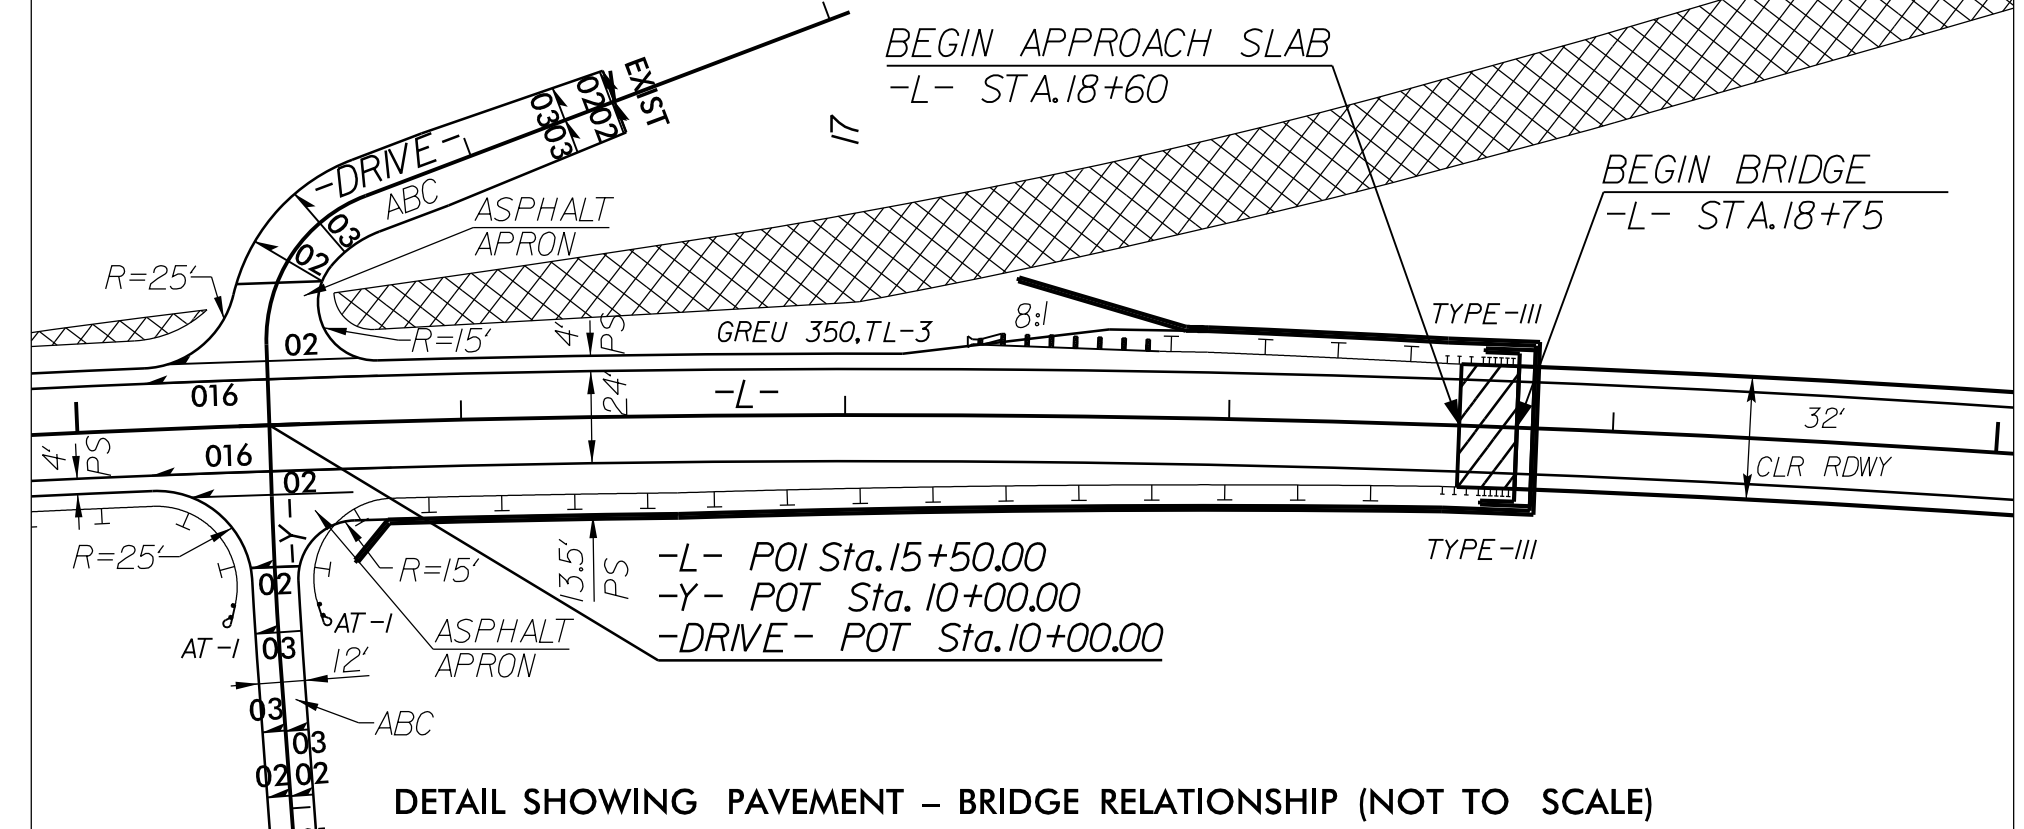 BEGIN APPROACH SLAB
-L- STA.18+60
BEGIN BRIDGE
-L- STA.18+75
EXIST
02
02
03
03
17
-DRIVE-
ABC
03
02
ASPHALT
APRON
R=25'
R=15'
02
4'
PS
GREU 350,TL-3
8:1
TYPE-III
016
24'
-L-
32'
CLR RDWY
4'
PS
016
02
-Y-
R=25'
R=15'
13.5'
PS
TYPE-III
-L- POI Sta.15+50.00
-Y- POT Sta. 10+00.00
-DRIVE- POT Sta.10+00.00
02
AT-1
AT-1
03
12'
ASPHALT
APRON
03
ABC
03
02
02
DETAIL SHOWING PAVEMENT – BRIDGE RELATIONSHIP (NOT TO SCALE)